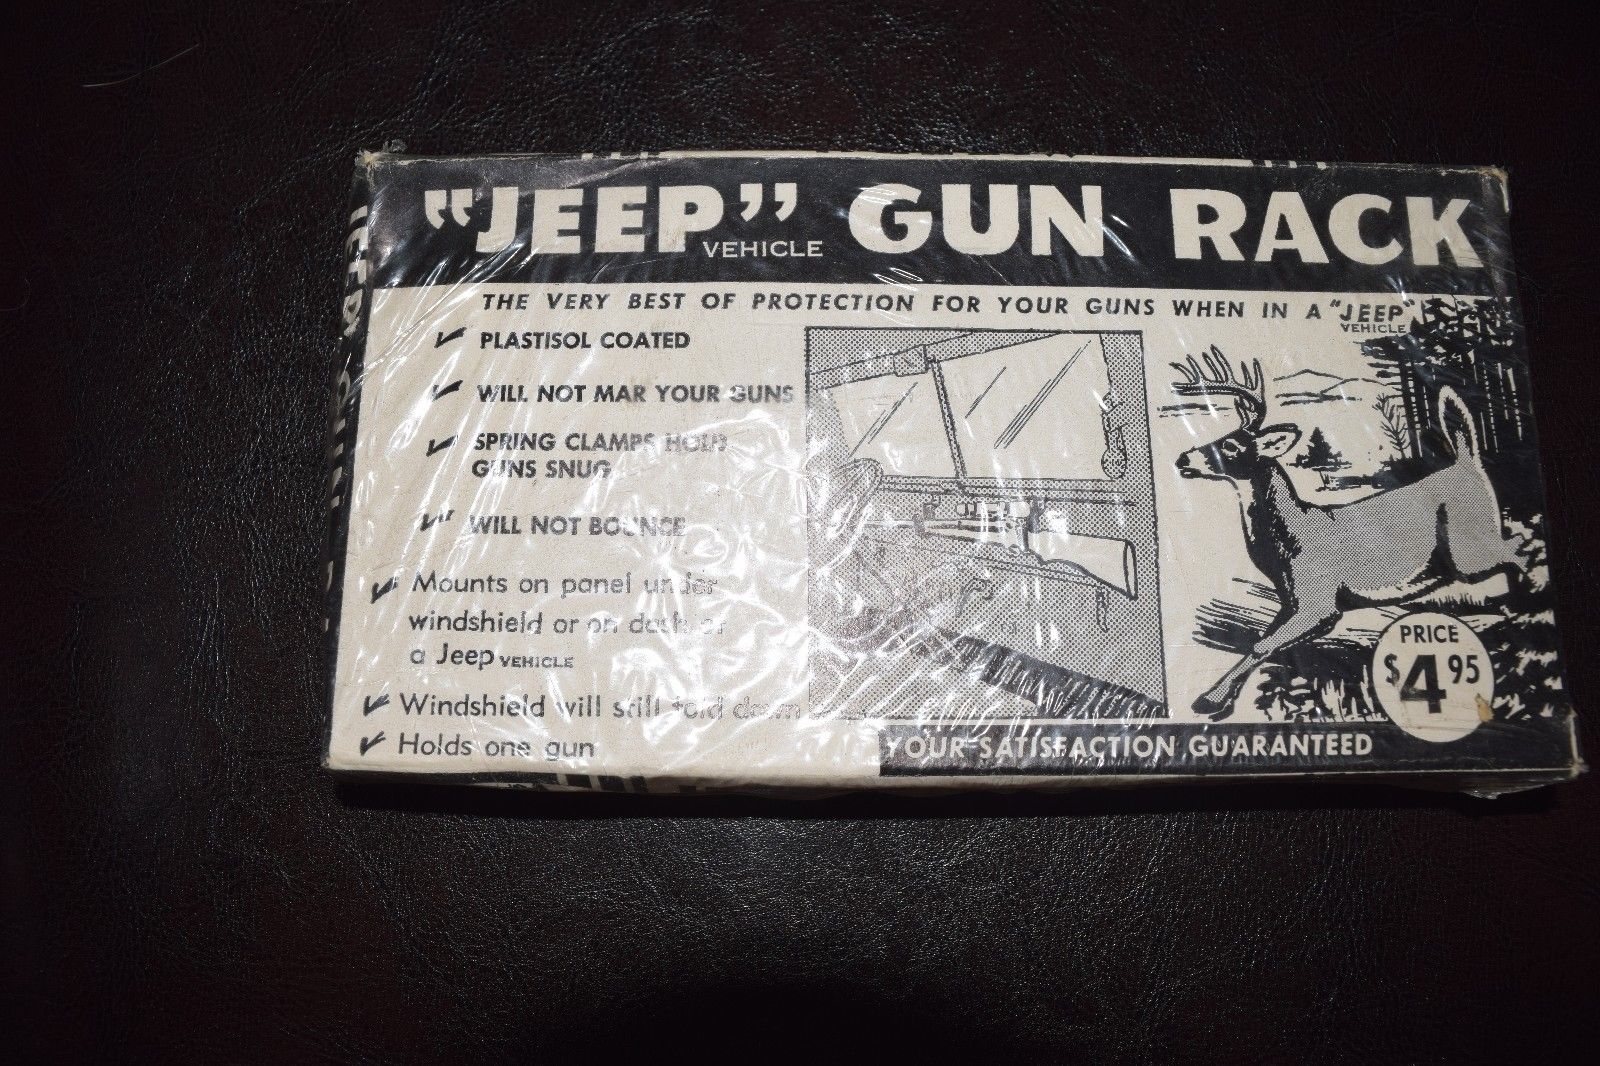 "JEEP" VEHICLE GUN RACK
THE VERY BEST OF PROTECTION FOR YOUR GUNS WHEN IN A "JEEP" VEHICLE
PLASTISOL COATED
WILL NOT MAR YOUR GUNS
SPRING CLAMPS HOLD
GUNS SNUG
WILL NOT BOUNCE
Mounts on panel under
windshield or on dash of
a Jeep VEHICLE
Windshield will still fold down
Holds one gun
PRICE
$4.95
YOUR SATISFACTION GUARANTEED